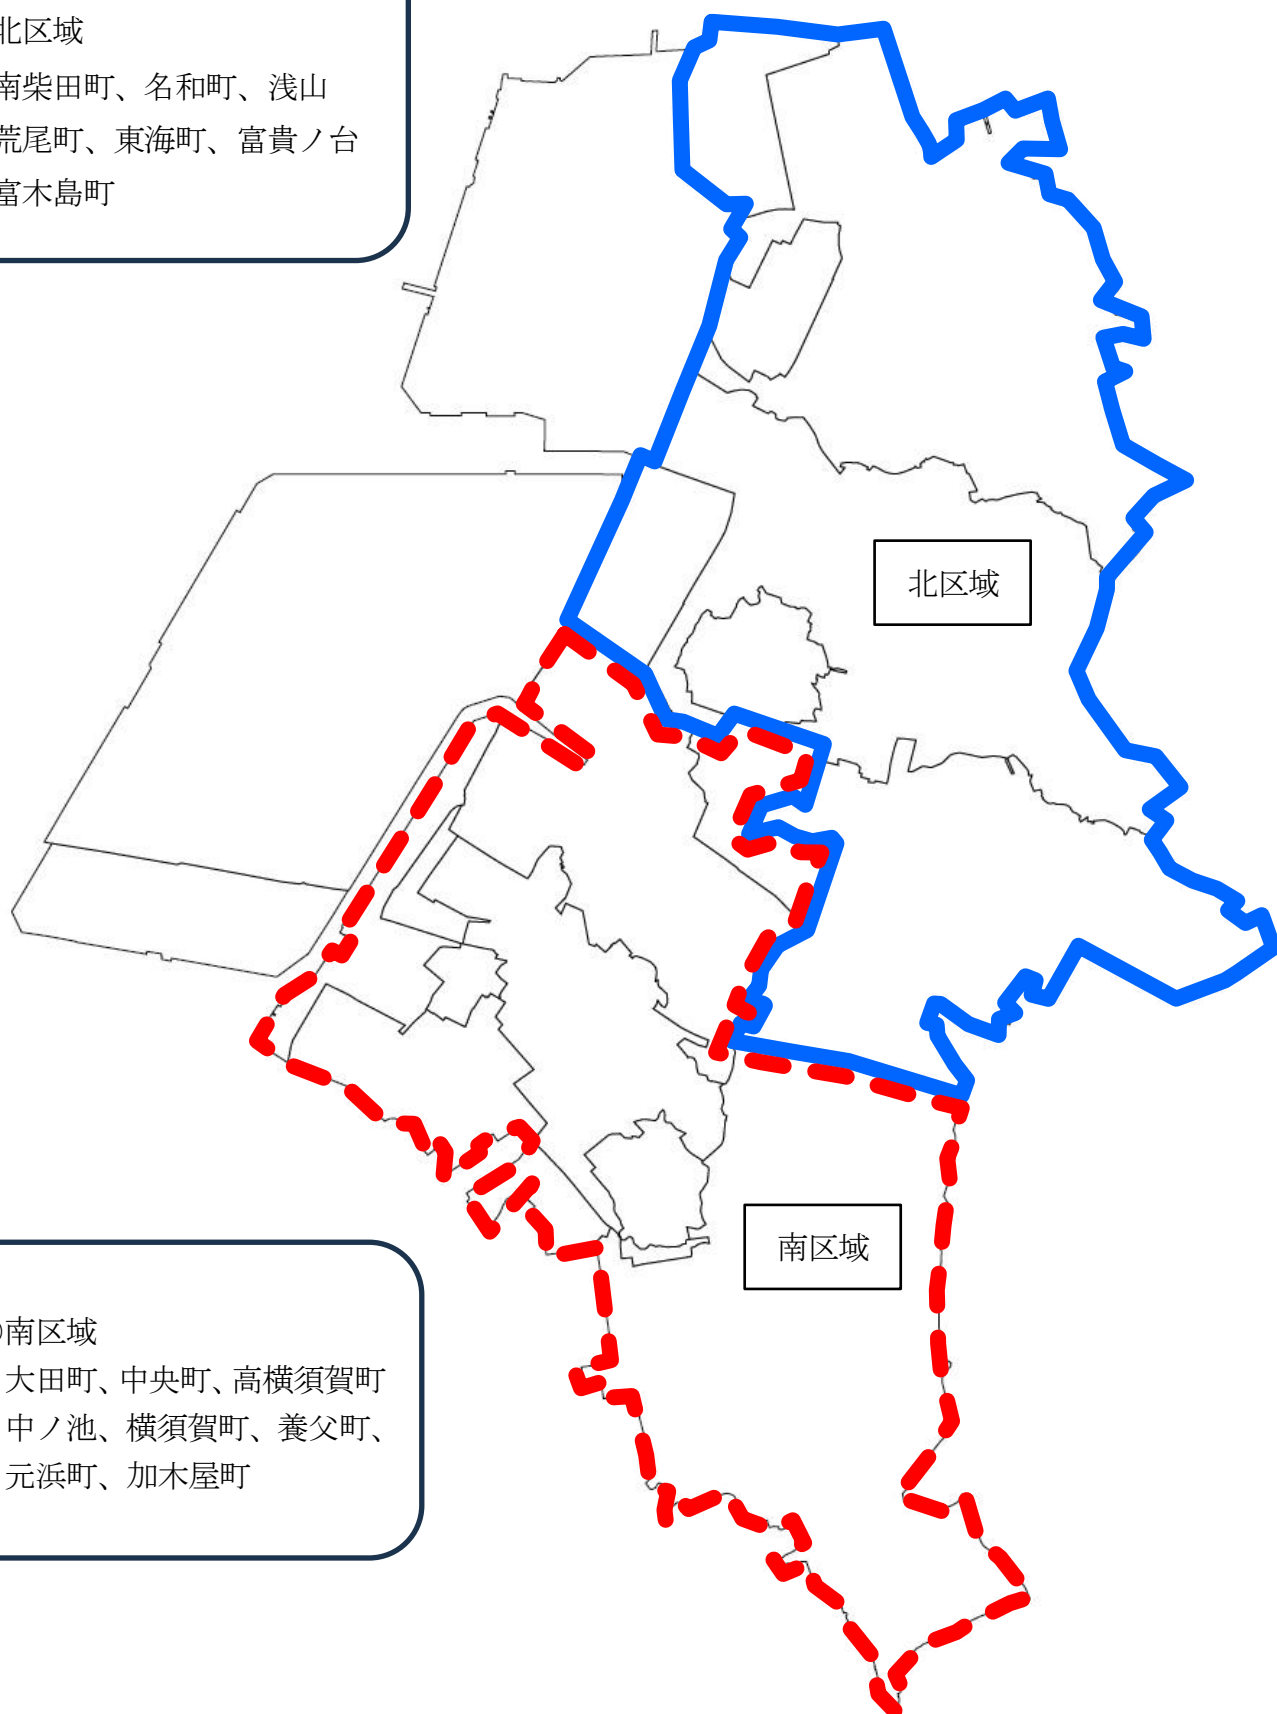 北区域
南柴田町、名和町、浅山
荒尾町、東海町、富貴ノ台
富木島町
北区域
南区域
南区域
大田町、中央町、高横須賀町
中ノ池、横須賀町、養父町、
元浜町、加木屋町